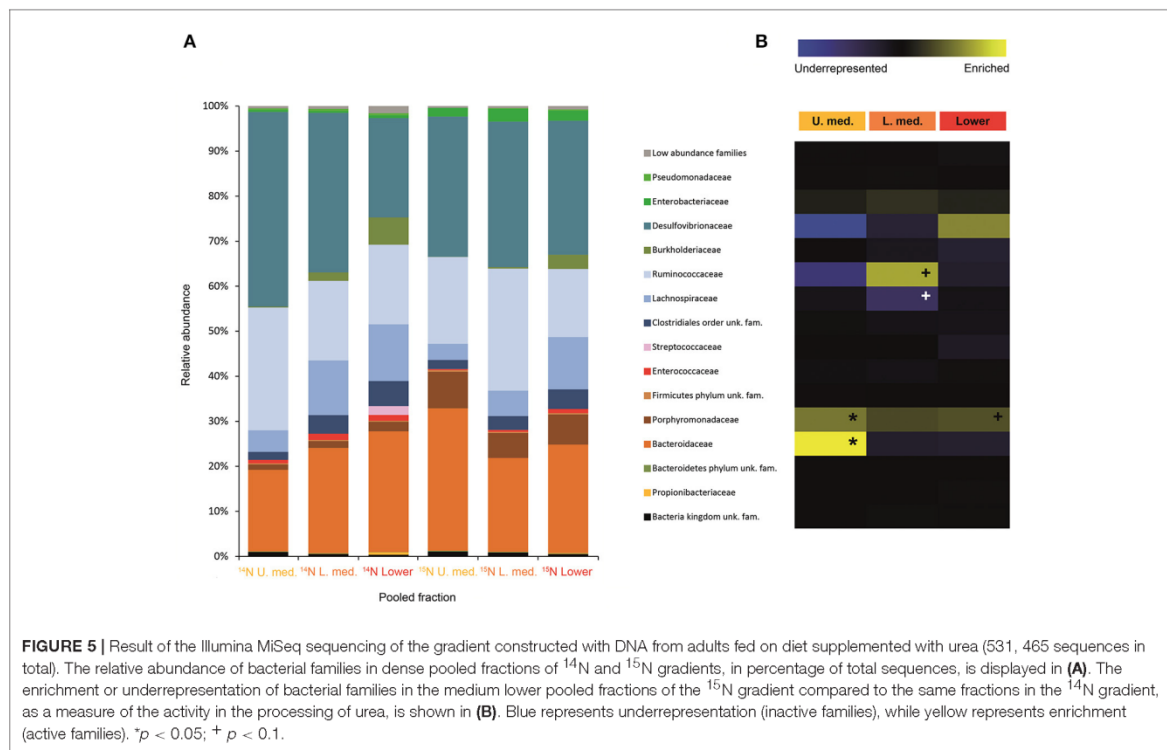 A
B
Underrepresented
Enriched
U. med.
L. med.
Lower
100%
90%
80%
70%
60%
50%
40%
30%
20%
10%
0%
Relative abundance
Low abundance families
Pseudomonadaceae
Enterobacteriaceae
Desulfovibrionaceae
Burkholderiaceae
Ruminococcaceae
Lachnospiraceae
Clostridiales order unk. fam.
Streptococcaceae
Enterococcaceae
Firmicutes phylum unk. fam.
Porphyromonadaceae
Bacteroidaceae
Bacteroidetes phylum unk. fam.
Propionibacteriaceae
Bacteria kingdom unk. fam.
+
+
* +
*
¹⁴N U. med. ¹⁴N L. med. ¹⁴N Lower ¹⁵N U. med. ¹⁵N L. med. ¹⁵N Lower
Pooled fraction
FIGURE 5 | Result of the Illumina MiSeq sequencing of the gradient constructed with DNA from adults fed on diet supplemented with urea (531, 465 sequences in
total). The relative abundance of bacterial families in dense pooled fractions of ¹⁴N and ¹⁵N gradients, in percentage of total sequences, is displayed in (A). The
enrichment or underrepresentation of bacterial families in the medium lower pooled fractions of the ¹⁵N gradient compared to the same fractions in the ¹⁴N gradient,
as a measure of the activity in the processing of urea, is shown in (B). Blue represents underrepresentation (inactive families), while yellow represents enrichment
(active families). *p < 0.05; + p < 0.1.